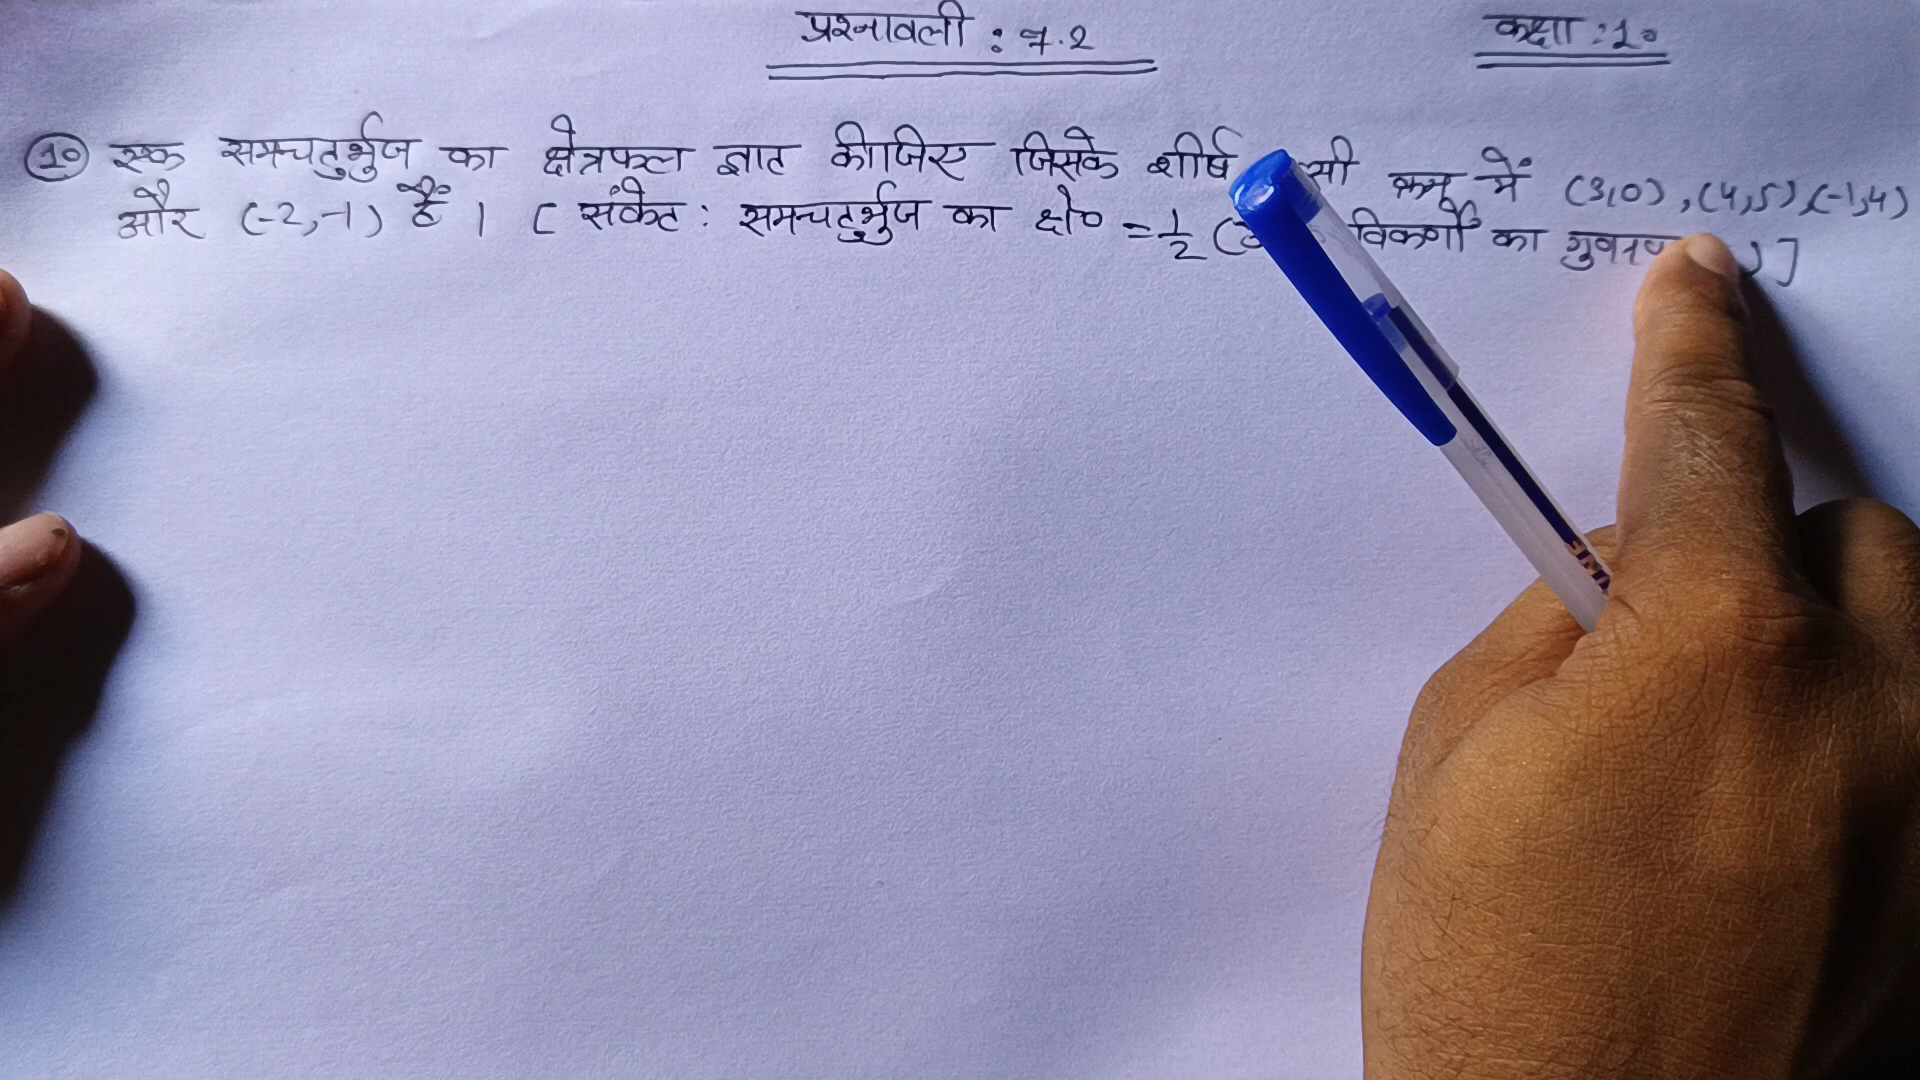 प्रश्नावली : 7.2
कक्षा : 10
10 एक समचतुर्भुज का क्षेत्रफल ज्ञात कीजिए जिसके शीर्ष क्रम में (3,0), (4,5), (-1,4)
और (-2,-1) हैं । [ संकेत : समचतुर्भुज का क्षे० = 1/2 ( विकर्णों का )]